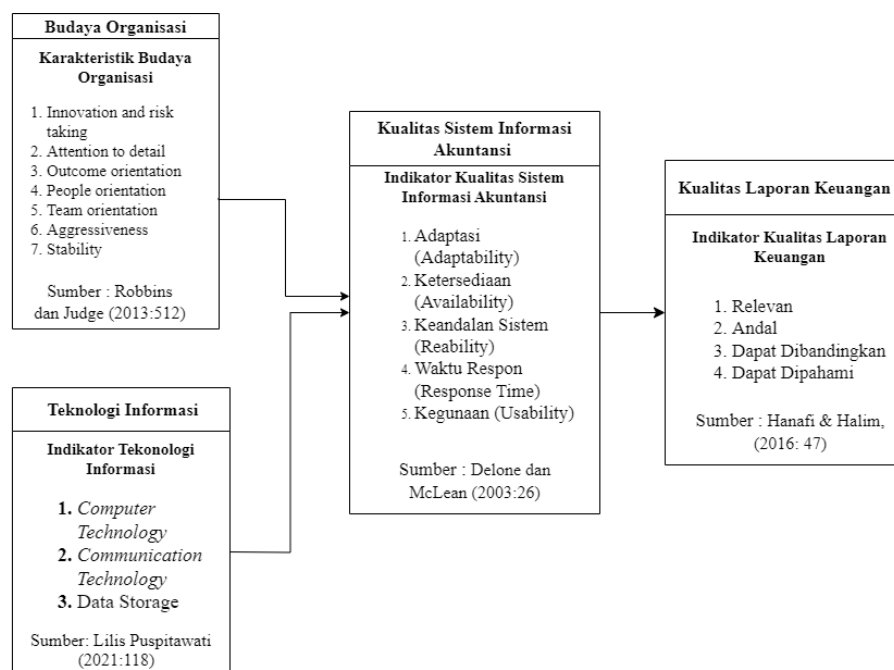 Budaya Organisasi
Karakteristik Budaya
Organisasi
1. Innovation and risk
taking
2. Attention to detail
3. Outcome orientation
4. People orientation
5. Team orientation
6. Aggressiveness
7. Stability
Sumber : Robbins
dan Judge (2013:512)
Teknologi Informasi
Indikator Tekonologi
Informasi
1. Computer
Technology
2. Communication
Technology
3. Data Storage
Sumber: Lilis Puspitawati
(2021:118)
Kualitas Sistem Informasi
Akuntansi
Indikator Kualitas Sistem
Informasi Akuntansi
1. Adaptasi
(Adaptability)
2. Ketersediaan
(Availability)
3. Keandalan Sistem
(Reability)
4. Waktu Respon
(Response Time)
5. Kegunaan (Usability)
Sumber : Delone dan
McLean (2003:26)
Kualitas Laporan Keuangan
Indikator Kualitas Laporan
Keuangan
1. Relevan
2. Andal
3. Dapat Dibandingkan
4. Dapat Dipahami
Sumber : Hanafi & Halim,
(2016: 47)